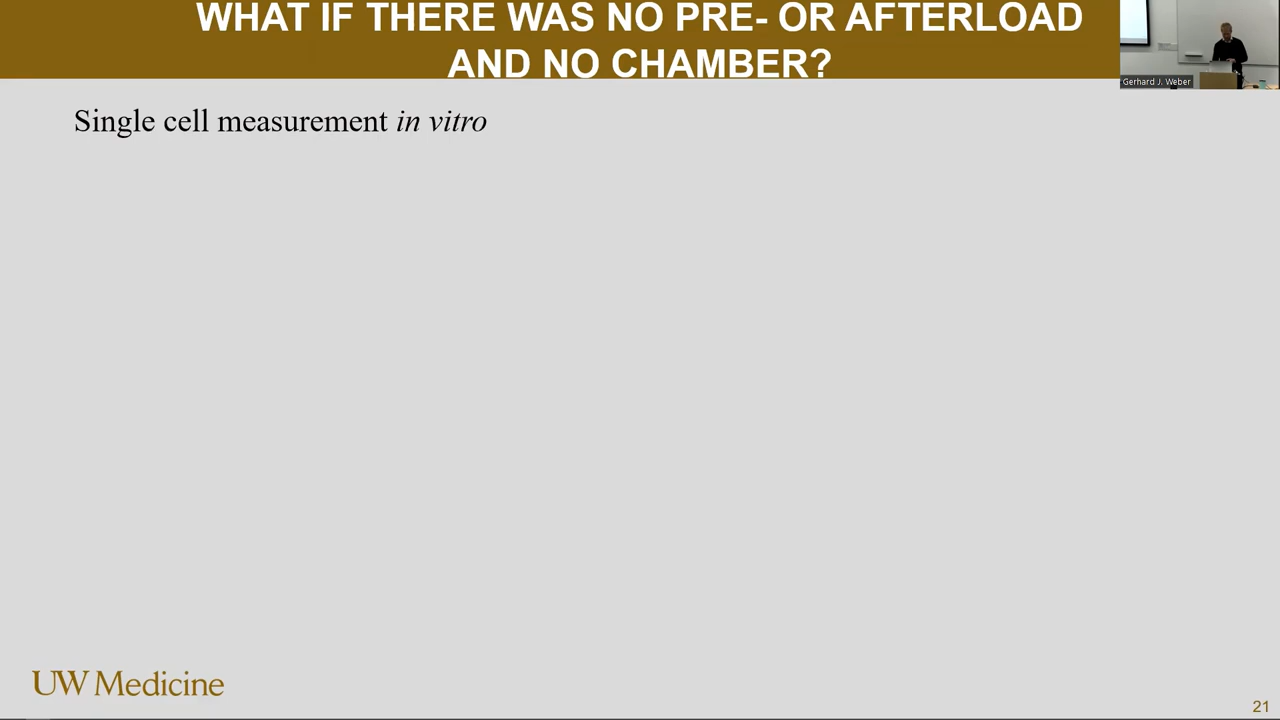 WHAT IF THERE WAS NO PRE- OR AFTERLOAD
AND NO CHAMBER?
Gerhard J. Weber
Single cell measurement in vitro
UW Medicine
21